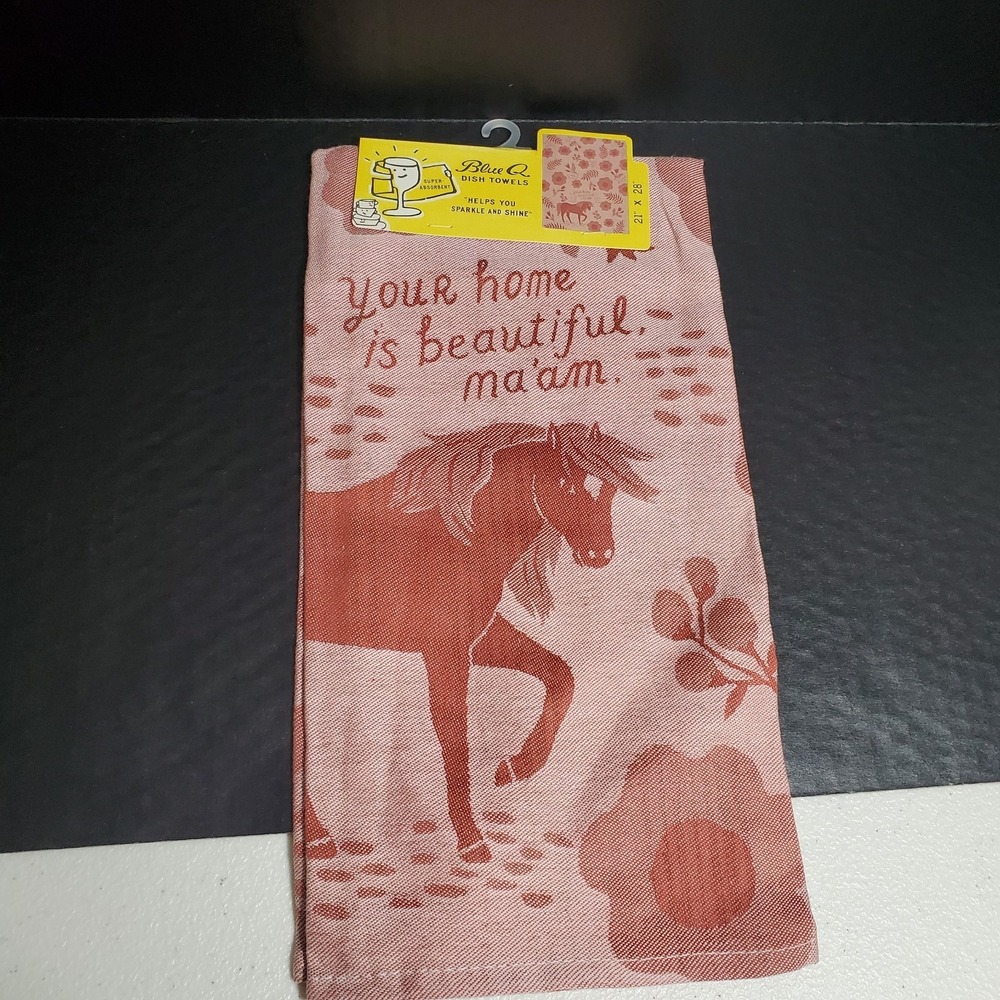 SUPER
ABSORBENT
Blue Q
DISH TOWELS
"HELPS YOU
SPARKLE AND SHINE"
21" X 28"
your home
is beautiful,
ma'am.